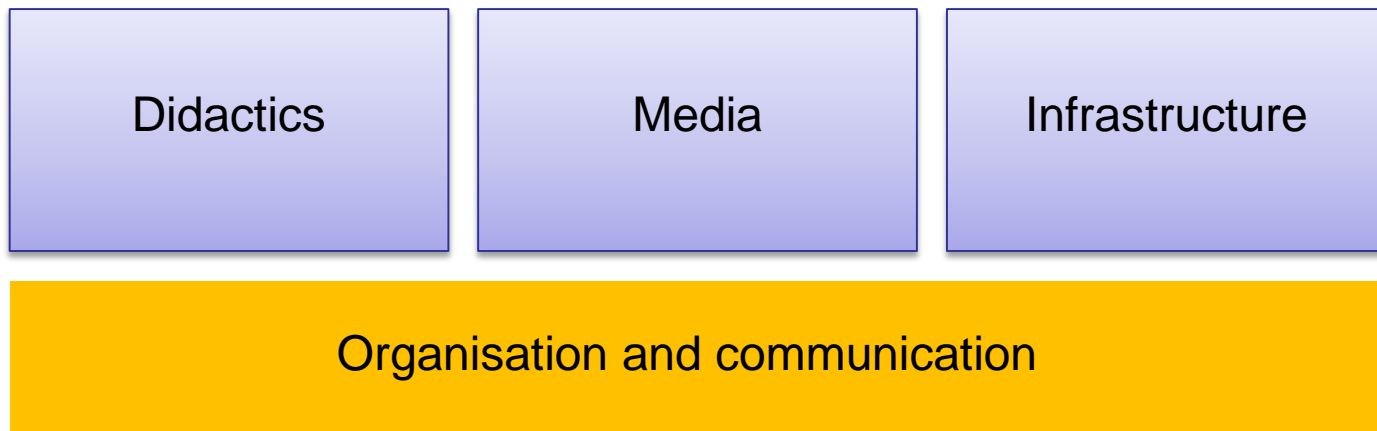 Didactics
Media
Infrastructure
Organisation and communication